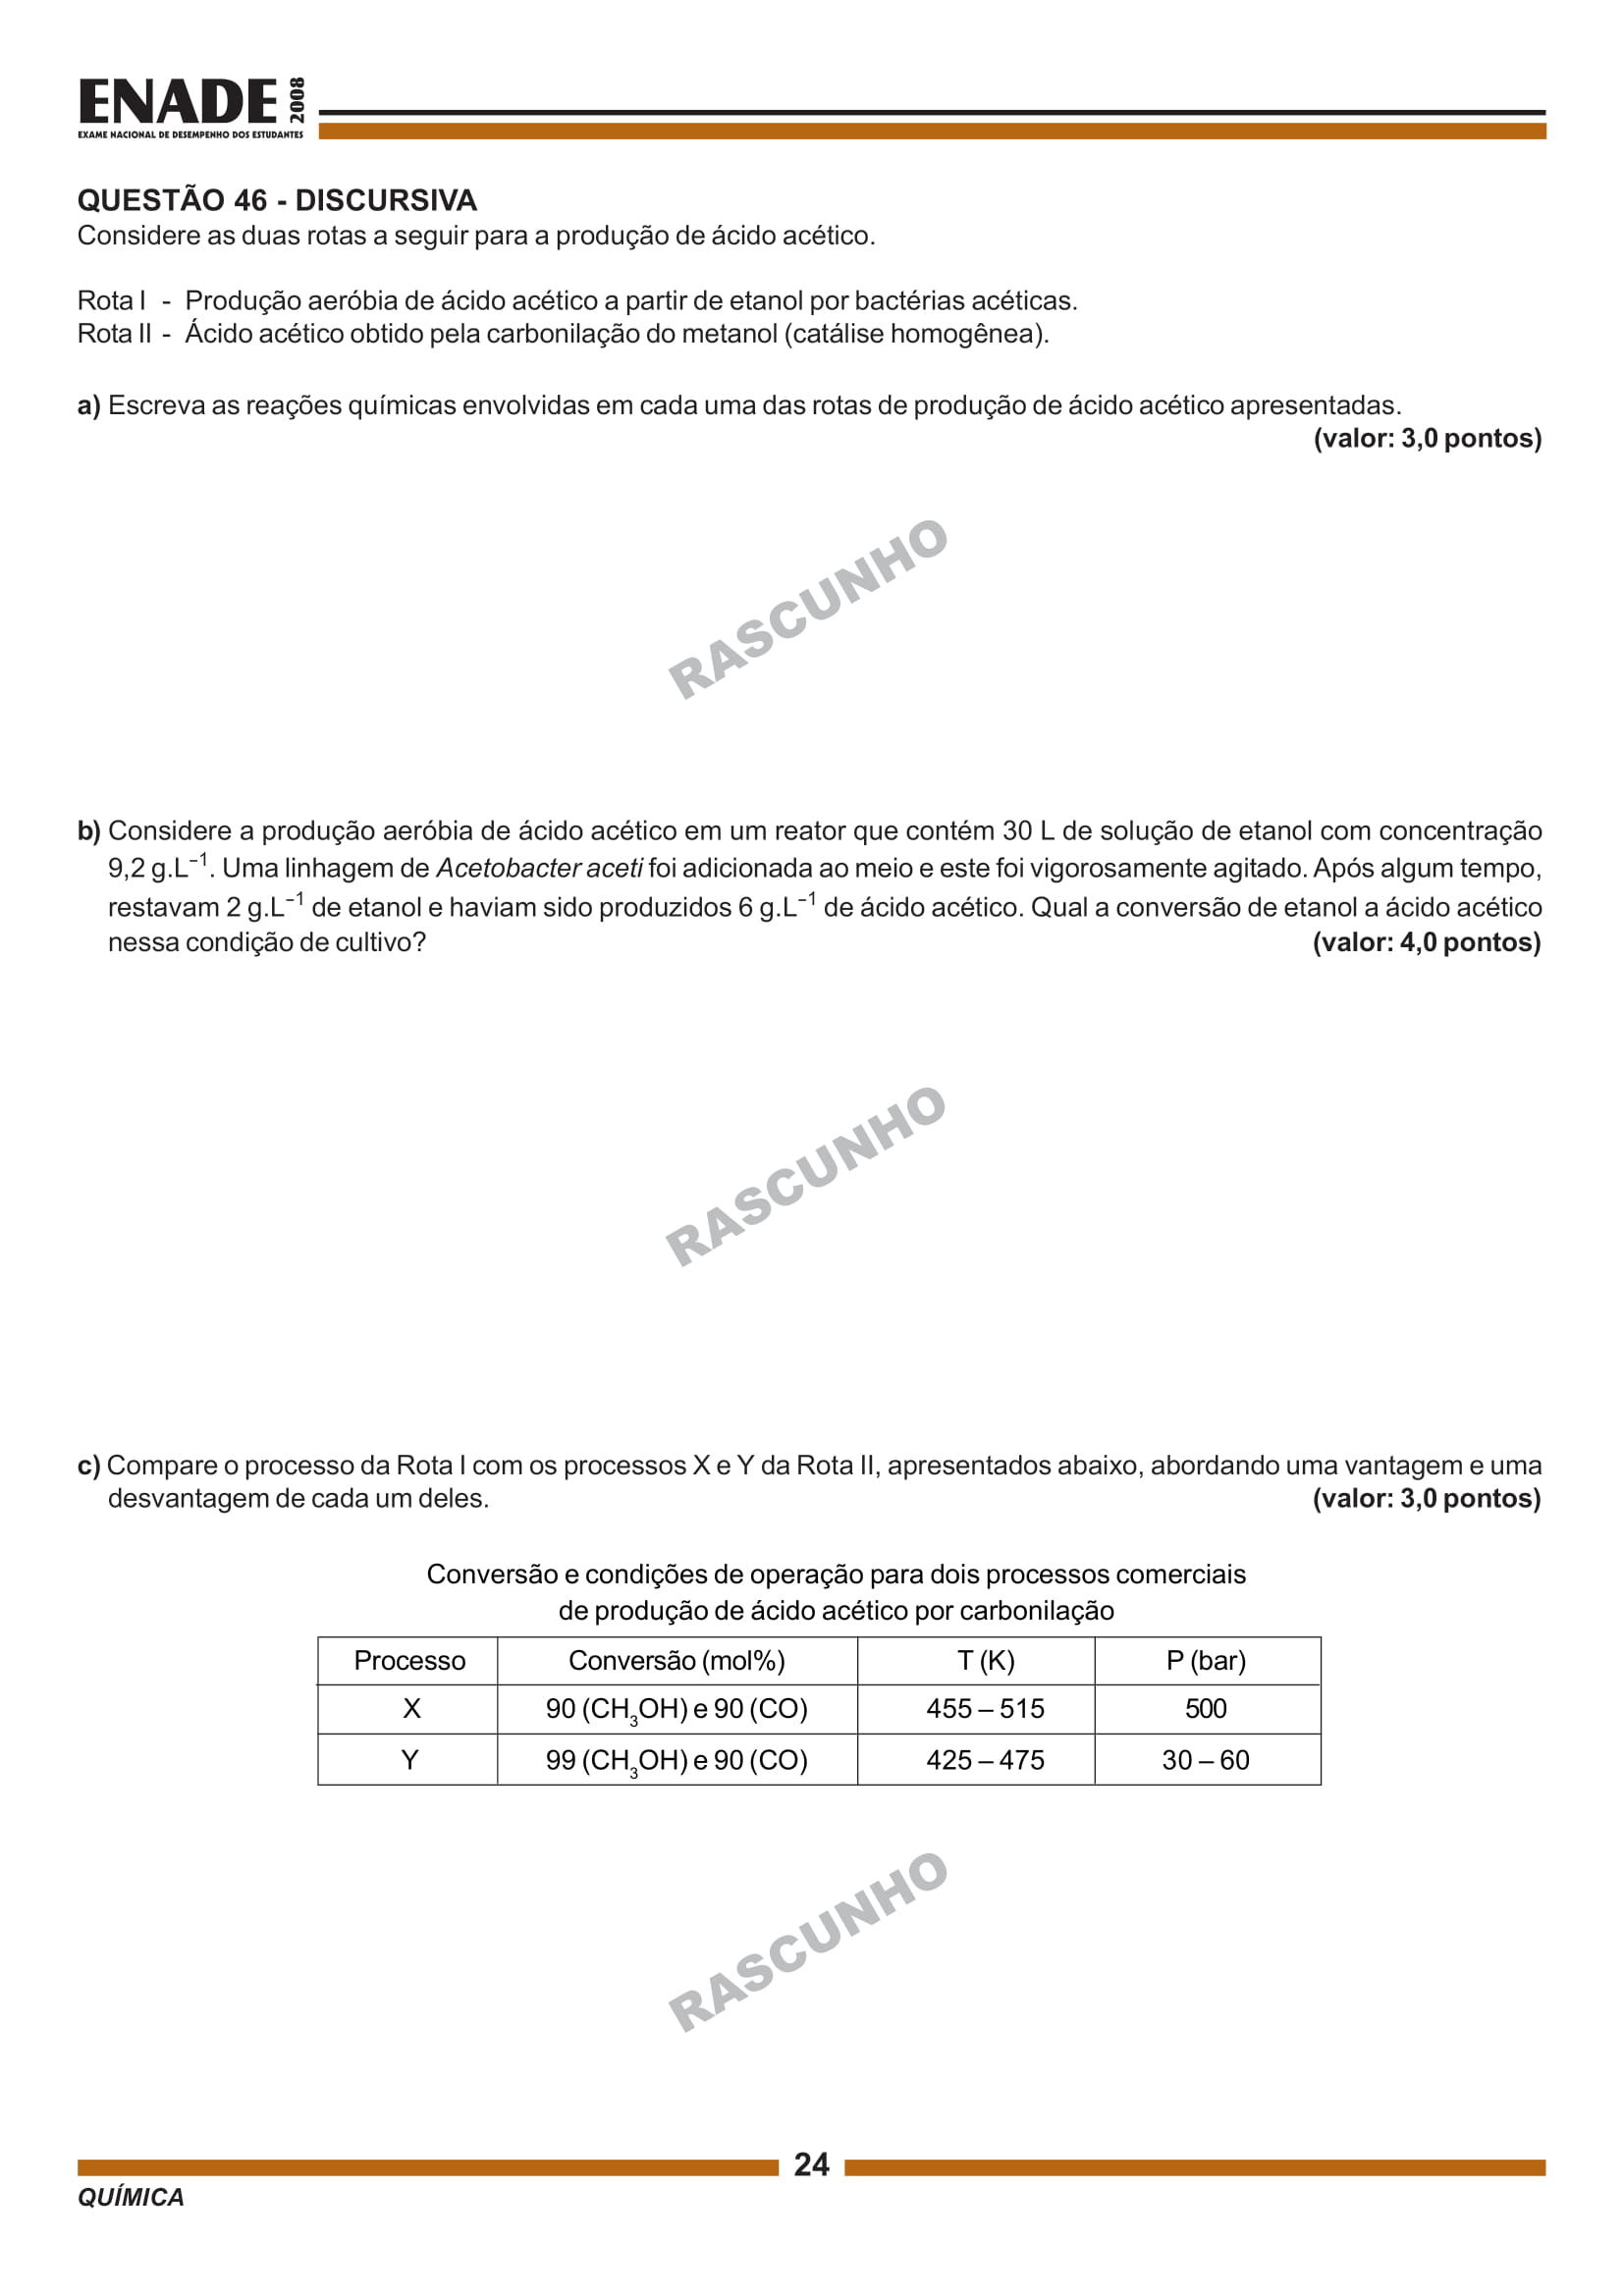 ENADE 2008
EXAME NACIONAL DE DESEMPENHO DOS ESTUDANTES
QUESTÃO 46 - DISCURSIVA
Considere as duas rotas a seguir para a produção de ácido acético.
Rota I - Produção aeróbia de ácido acético a partir de etanol por bactérias acéticas.
Rota II - Ácido acético obtido pela carbonilação do metanol (catálise homogênea).
a) Escreva as reações químicas envolvidas em cada uma das rotas de produção de ácido acético apresentadas.
(valor: 3,0 pontos)
RASCUNHO
b) Considere a produção aeróbia de ácido acético em um reator que contém 30 L de solução de etanol com concentração
9,2 g.L⁻¹. Uma linhagem de Acetobacter aceti foi adicionada ao meio e este foi vigorosamente agitado. Após algum tempo,
restavam 2 g.L⁻¹ de etanol e haviam sido produzidos 6 g.L⁻¹ de ácido acético. Qual a conversão de etanol a ácido acético
nessa condição de cultivo? (valor: 4,0 pontos)
RASCUNHO
c) Compare o processo da Rota I com os processos X e Y da Rota II, apresentados abaixo, abordando uma vantagem e uma
desvantagem de cada um deles. (valor: 3,0 pontos)
Conversão e condições de operação para dois processos comerciais
de produção de ácido acético por carbonilação
Processo Conversão (mol%) T (K) P (bar)
X 90 (CH₃OH) e 90 (CO) 455 – 515 500
Y 99 (CH₃OH) e 90 (CO) 425 – 475 30 – 60
RASCUNHO
24
QUÍMICA